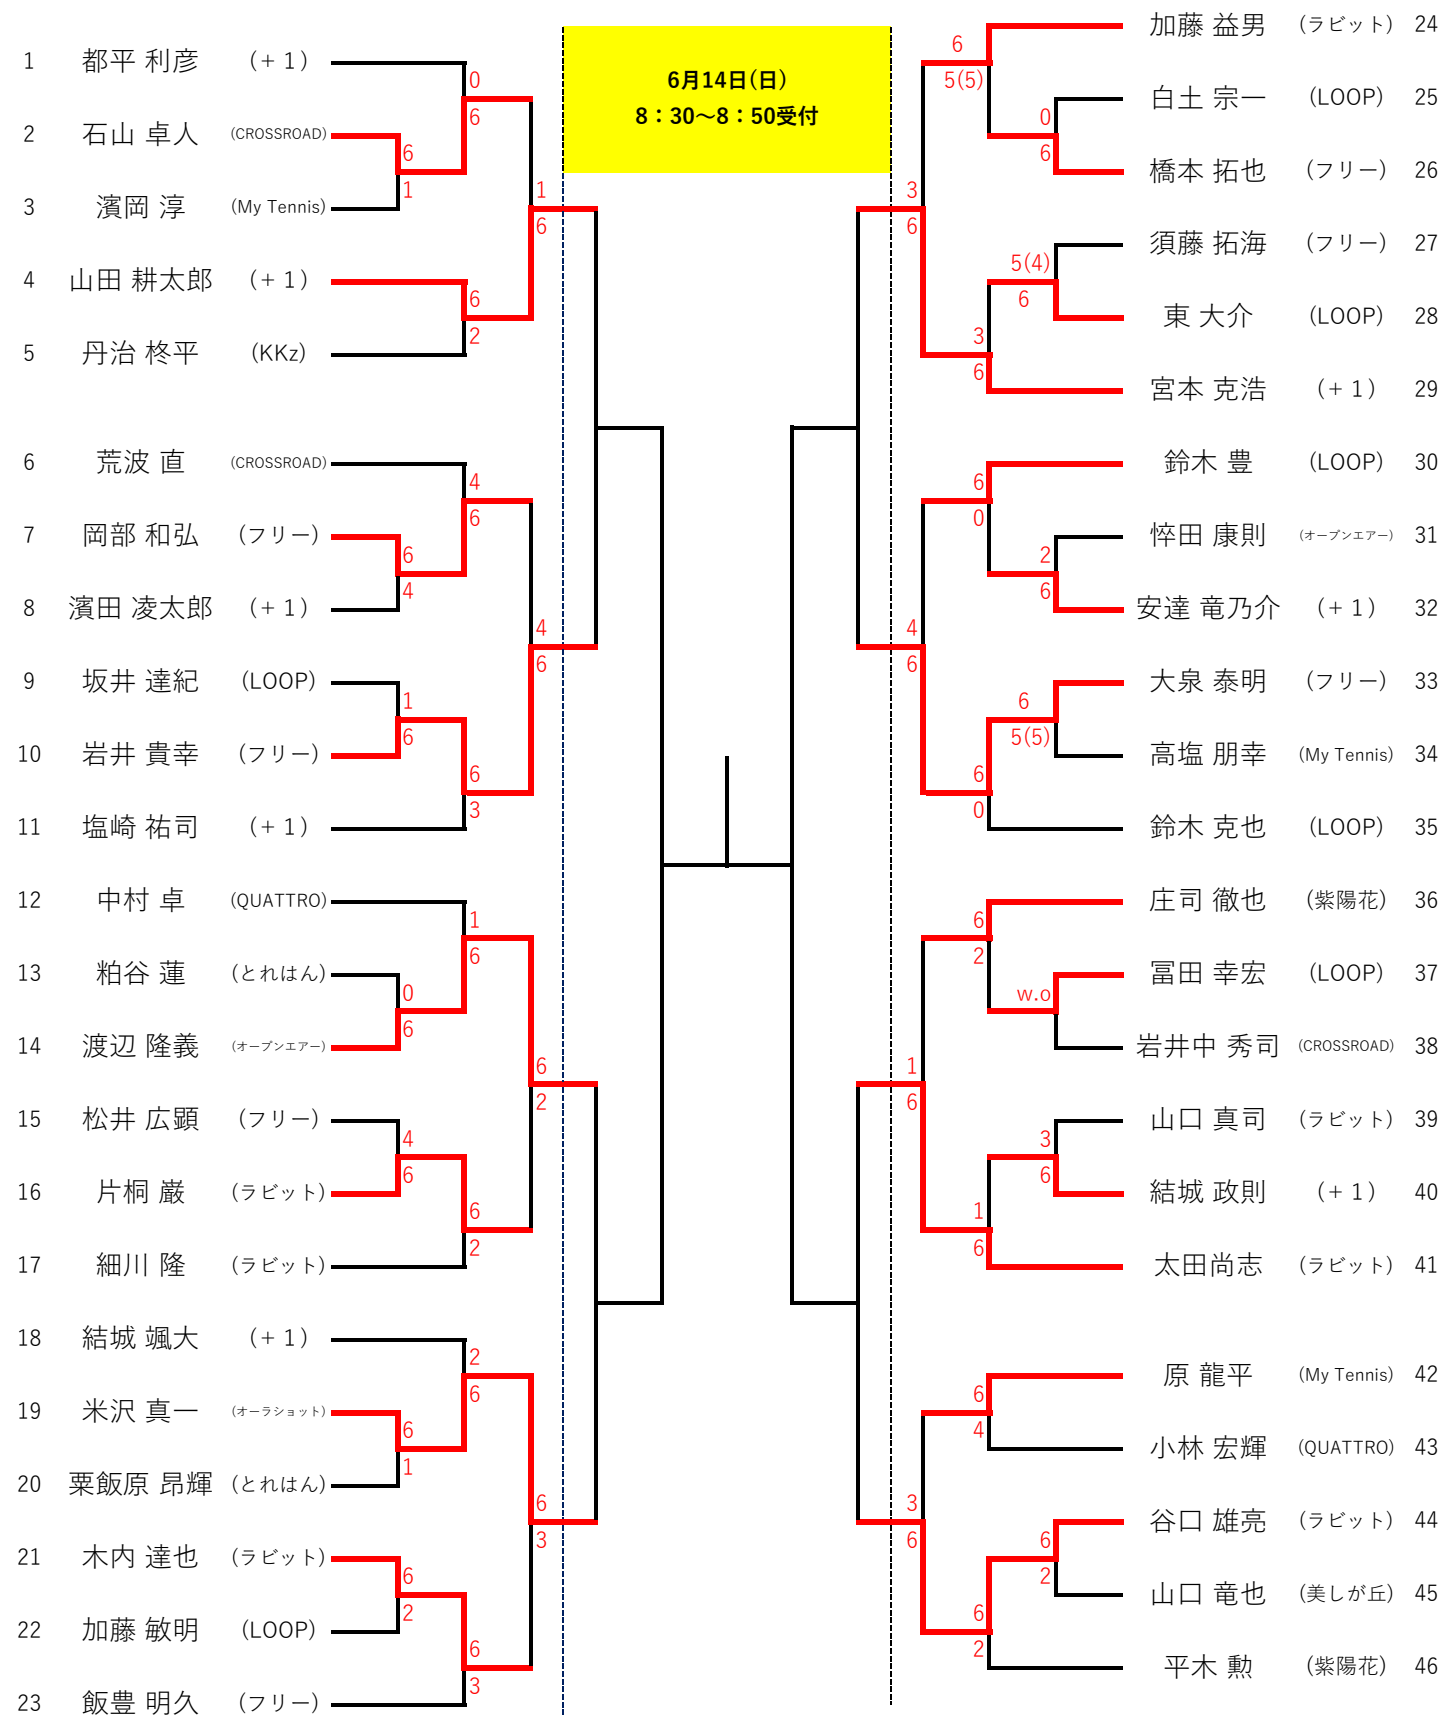 6月14日(日)
8：30～8：50受付
1 都平 利彦 (+１)
0
6
2 石山 卓人 (CROSSROAD)
6
1
3 濱岡 淳 (My Tennis)
1
6
4 山田 耕太郎 (+１)
6
2
5 丹治 柊平 (KKz)
6 荒波 直 (CROSSROAD)
4
6
7 岡部 和弘 (フリー)
6
4
8 濱田 凌太郎 (+１)
4
6
9 坂井 達紀 (LOOP)
1
6
10 岩井 貴幸 (フリー)
6
3
11 塩崎 祐司 (+１)
12 中村 卓 (QUATTRO)
1
6
13 粕谷 蓮 (とれはん)
0
6
14 渡辺 隆義 (オープンエアー)
6
2
15 松井 広顕 (フリー)
4
6
16 片桐 巌 (ラビット)
6
2
17 細川 隆 (ラビット)
18 結城 颯大 (+１)
2
6
19 米沢 真一 (オーラショット)
6
1
20 粟飯原 昂輝 (とれはん)
6
3
21 木内 達也 (ラビット)
6
2
22 加藤 敏明 (LOOP)
6
3
23 飯豊 明久 (フリー)
加藤 益男 (ラビット) 24
6
5(5)
白土 宗一 (LOOP) 25
0
6
橋本 拓也 (フリー) 26
3
6
須藤 拓海 (フリー) 27
5(4)
6
東 大介 (LOOP) 28
3
6
宮本 克浩 (+１) 29
鈴木 豊 (LOOP) 30
6
0
悴田 康則 (オープンエアー) 31
2
6
安達 竜乃介 (+１) 32
4
6
大泉 泰明 (フリー) 33
6
5(5)
高塩 朋幸 (My Tennis) 34
6
0
鈴木 克也 (LOOP) 35
庄司 徹也 (紫陽花) 36
6
2
冨田 幸宏 (LOOP) 37
w.o
岩井中 秀司 (CROSSROAD) 38
1
6
山口 真司 (ラビット) 39
3
6
結城 政則 (+１) 40
1
6
太田尚志 (ラビット) 41
原 龍平 (My Tennis) 42
6
4
小林 宏輝 (QUATTRO) 43
3
6
谷口 雄亮 (ラビット) 44
6
2
山口 竜也 (美しが丘) 45
6
2
平木 勲 (紫陽花) 46